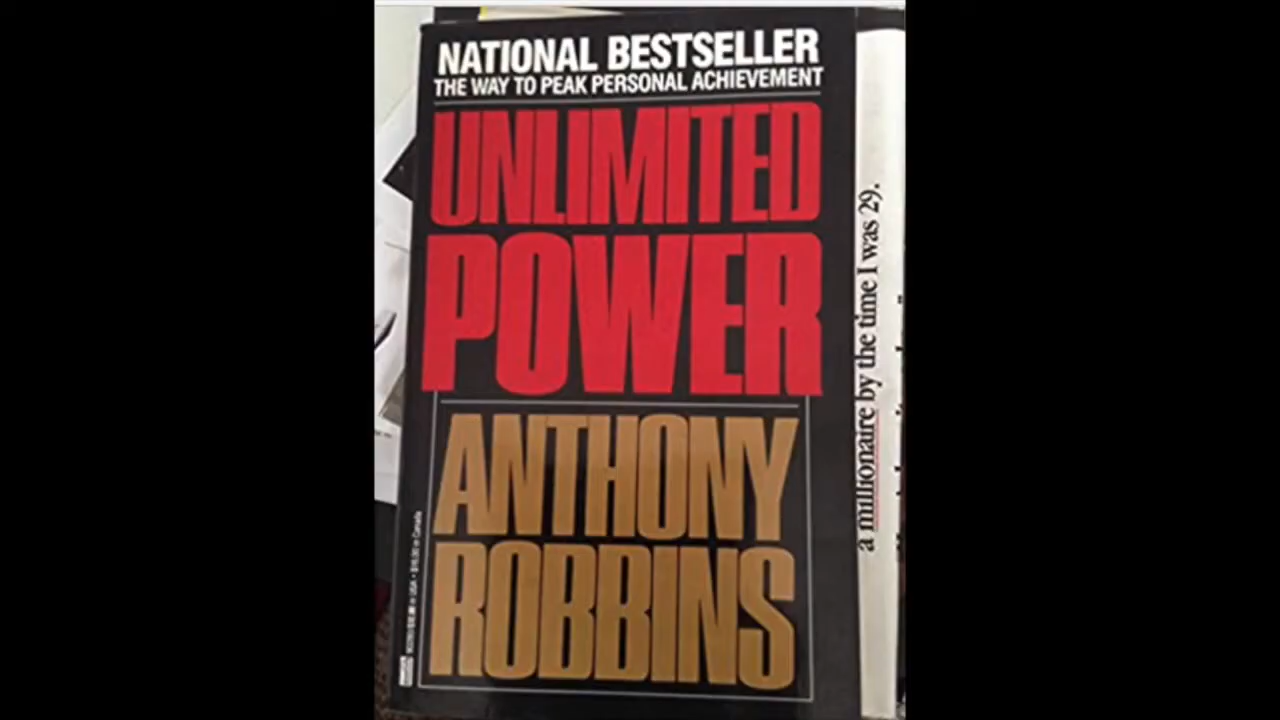 NATIONAL BESTSELLER
THE WAY TO PEAK PERSONAL ACHIEVEMENT
UNLIMITED
POWER
ANTHONY
ROBBINS
a millionaire by the time I was 29.